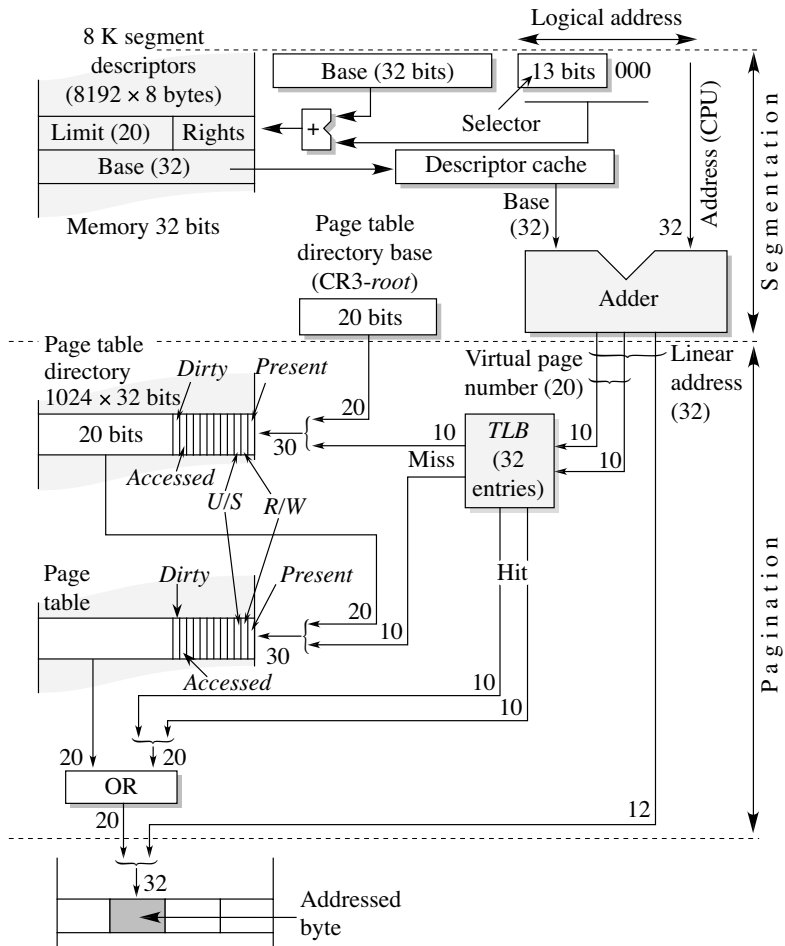 Logical address
8 K segment
descriptors
(8192 × 8 bytes)
Base (32 bits)
13 bits
000
Selector
+
Limit (20)
Rights
Base (32)
Descriptor cache
Memory 32 bits
Base
(32)
32
Address (CPU)
Segmentation
Page table
directory base
(CR3-root)
20 bits
Adder
Page table
directory
1024 × 32 bits
Dirty
Present
Virtual page
number (20)
Linear
address
(32)
20 bits
20
30
10
Miss
TLB
(32
entries)
10
10
Accessed
U/S
R/W
Hit
Page
table
Dirty
Present
20
10
30
Accessed
10
10
Pagination
20
20
OR
20
12
32
Addressed
byte